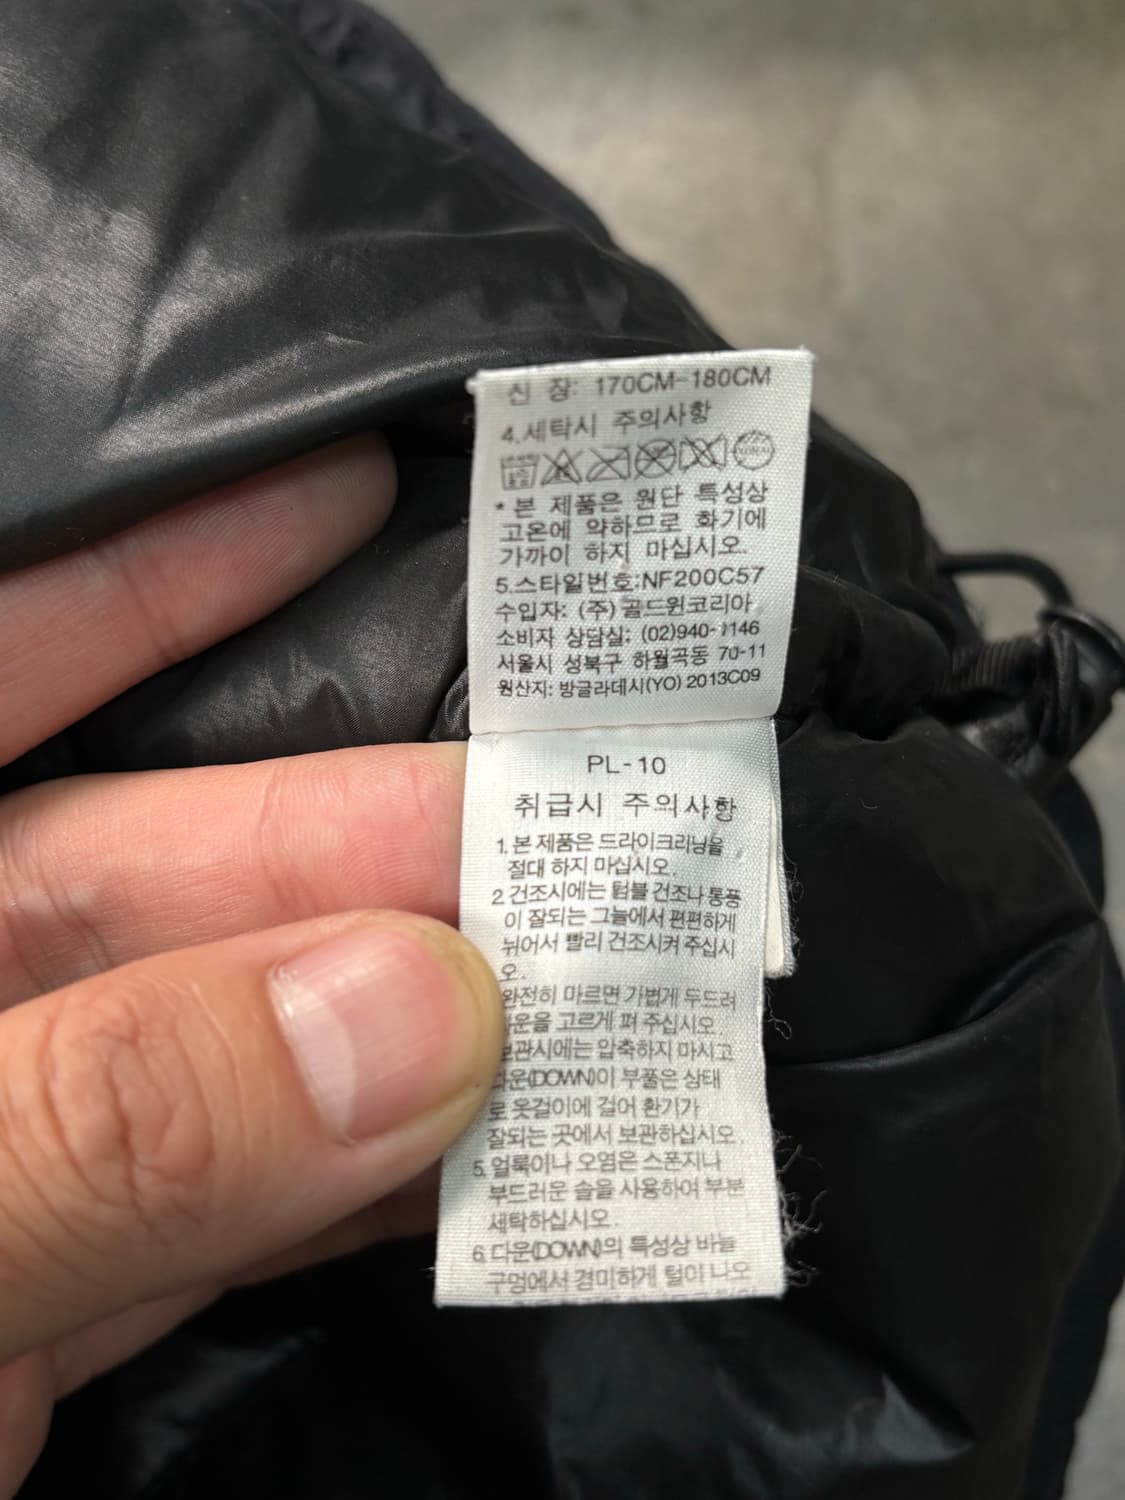 신 장: 170CM-180CM
4.세탁시 주의사항
* 본 제품은 원단 특성상
고온에 약하므로 화기에
가까이 하지 마십시오.
5.스타일번호:NF200C57
수입자: (주)골드윈코리아
소비자 상담실: (02)940-1146
서울시 성북구 하월곡동 70-11
원산지: 방글라데시(YO) 2013C09
PL-10
취급시 주의사항
1. 본 제품은 드라이크리닝을
절대 하지 마십시오.
2. 건조시에는 텀블 건조나 통풍
이 잘되는 그늘에서 편편하게
뉘어서 빨리 건조시켜 주십시
오.
완전히 마르면 가볍게 두드려
고르게 펴 주십시오.
압축하지 마시고
(DOWN)이 부풀은 상태
로 옷걸이에 걸어 환기가
잘되는 곳에서 보관하십시오.
5. 얼룩이나 오염은 스폰지나
부드러운 솔을 사용하여 부분
세탁하십시오.
6. 다운(DOWN)의 특성상 바늘
구멍에서 경미하게 털이 나오